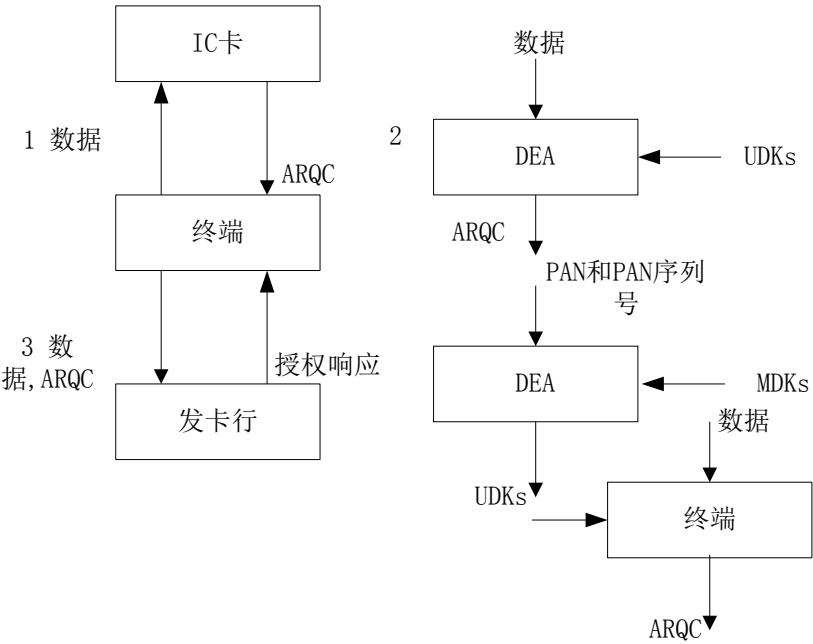 IC卡
1 数据
ARQC
终端
3 数
据,ARQC
授权响应
发卡行
2
数据
DEA
UDKs
ARQC
PAN和PAN序列
号
DEA
MDKs
数据
UDKs
终端
ARQC